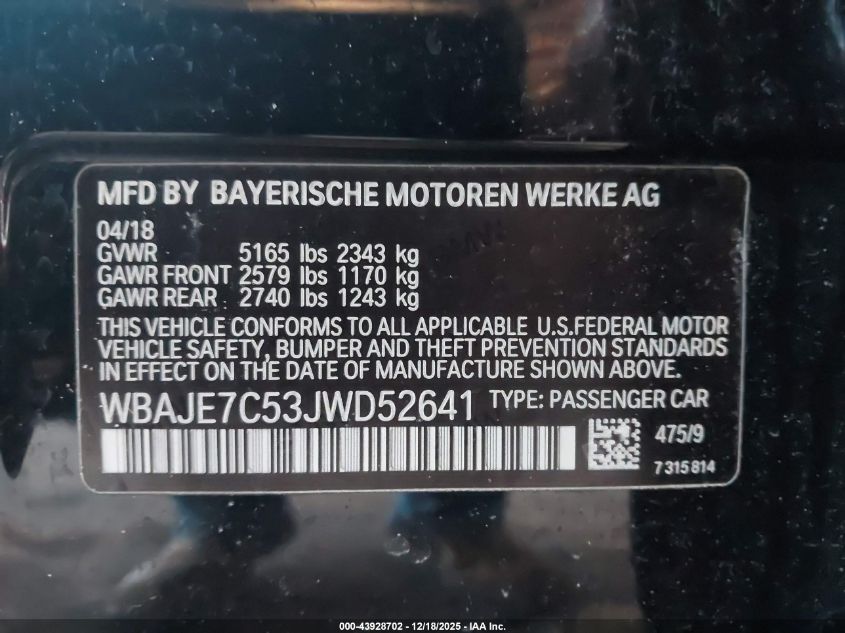 MFD BY BAYERISCHE MOTOREN WERKE AG
04/18
GVWR 5165 lbs 2343 kg
GAWR FRONT 2579 lbs 1170 kg
GAWR REAR 2740 lbs 1243 kg
THIS VEHICLE CONFORMS TO ALL APPLICABLE U.S.FEDERAL MOTOR
VEHICLE SAFETY, BUMPER AND THEFT PREVENTION STANDARDS
IN EFFECT ON THE DATE OF MANUFACTURE SHOWN ABOVE.
WBAJE7C53JWD52641 TYPE: PASSENGER CAR
475/9
7 315 814
000-43928702 - 12/18/2025 - IAA Inc.